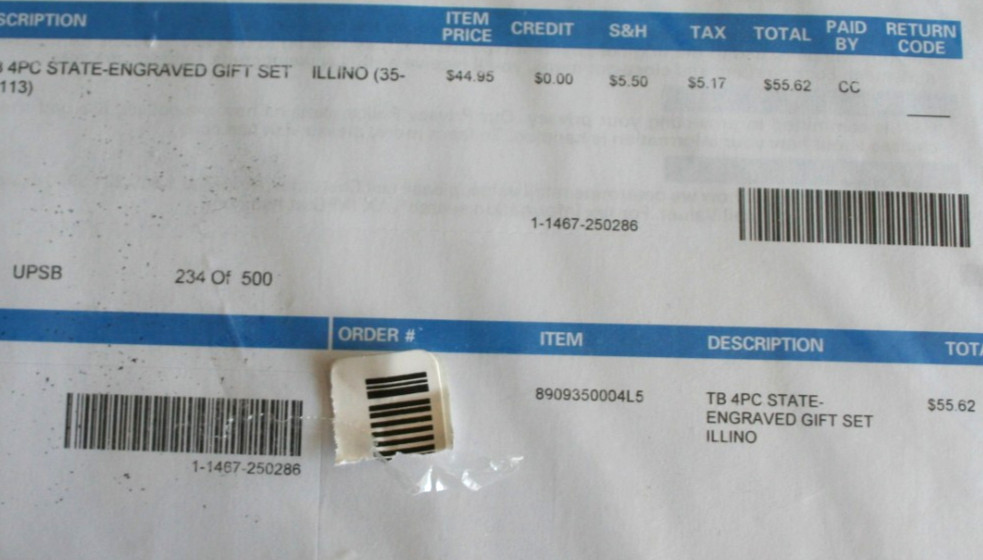 SCRIPTION ITEM PRICE CREDIT S&H TAX TOTAL PAID BY RETURN CODE
4PC STATE-ENGRAVED GIFT SET ILLINO (35- $44.95 $0.00 $5.50 $5.17 $55.62 CC
113)
1-1467-250286
UPSB 234 Of 500
ORDER # ITEM DESCRIPTION TOTA
8909350004L5 TB 4PC STATE- $55.62
ENGRAVED GIFT SET
ILLINO
1-1467-250286